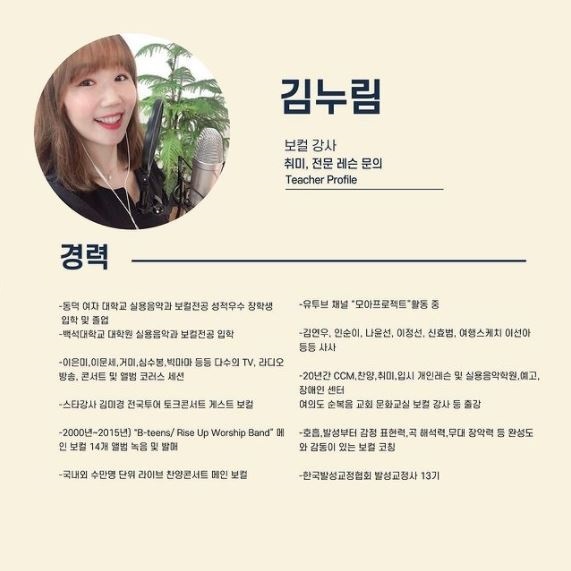 김누림
보컬 강사
취미, 전문 레슨 문의
Teacher Profile
경력
-동덕 여자 대학교 실용음악과 보컬전공 성적우수 장학생
입학 및 졸업
-백석대학교 대학원 실용음악과 보컬전공 입학
-이은미,이문세,거미,심수봉,빅마마 등등 다수의 TV, 라디오
방송, 콘서트 및 앨범 코러스 세션
-스타강사 김미경 전국투어 토크콘서트 게스트 보컬
-2000년~2015년) "B-teens/ Rise Up Worship Band" 메
인 보컬 14개 앨범 녹음 및 발매
-국내외 수만명 단위 라이브 찬양콘서트 메인 보컬
-유투브 채널 "모아프로젝트"활동 중
-김연우, 인순이, 나윤선, 이정선, 신효범, 여행스케치 이선아
등등 사사
-20년간 CCM,찬양,취미,입시 개인레슨 및 실용음악학원,예고,
장애인 센터
여의도 순복음 교회 문화교실 보컬 강사 등 출강
-호흡,발성부터 감정 표현력,곡 해석력,무대 장악력 등 완성도
와 감동이 있는 보컬 코칭
-한국발성교정협회 발성교정사 13기